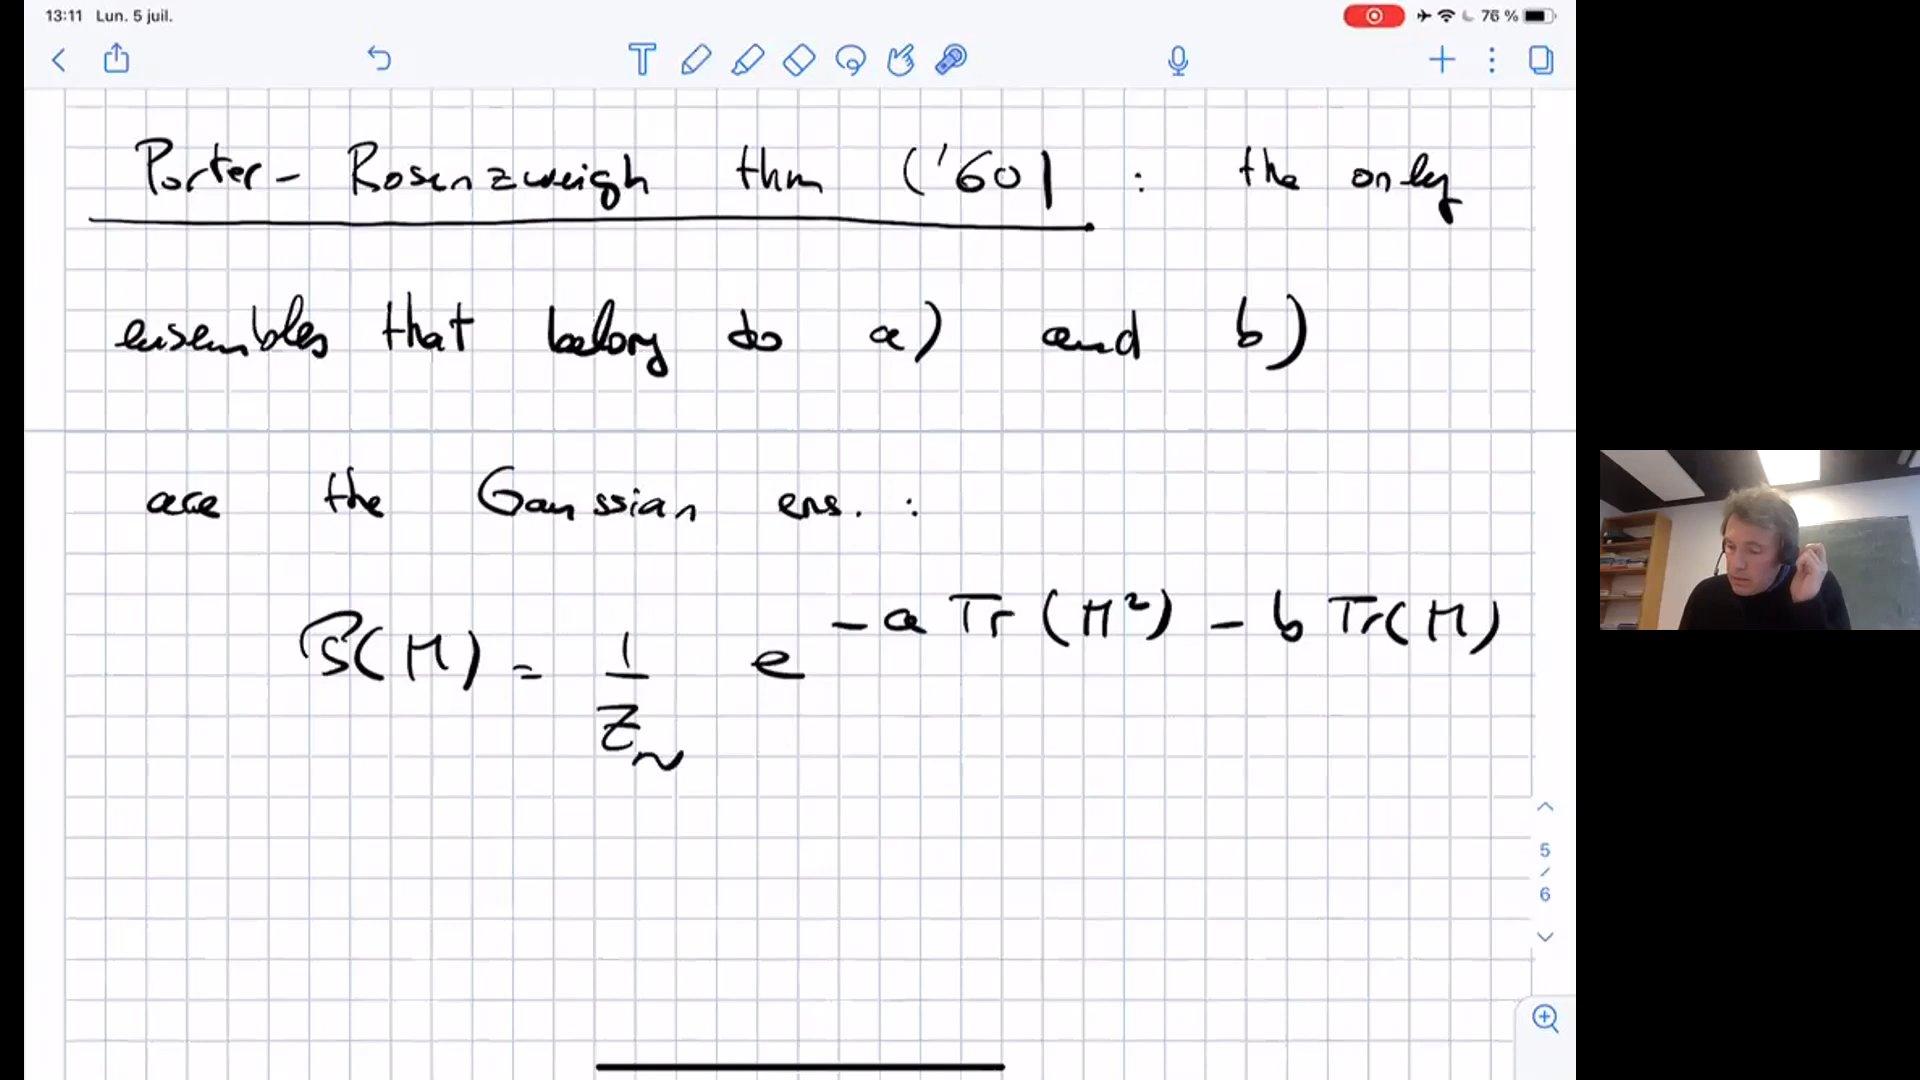 13:11 Lun. 5 juil.
76 %
Porter - Rosenzweigh thm ('60) : the only
ensembles that belong to a) and b)
are the Gaussian ens. :
P(M) = 1/Z_N e^{-a Tr(M²) - b Tr(M)}
5
/
6